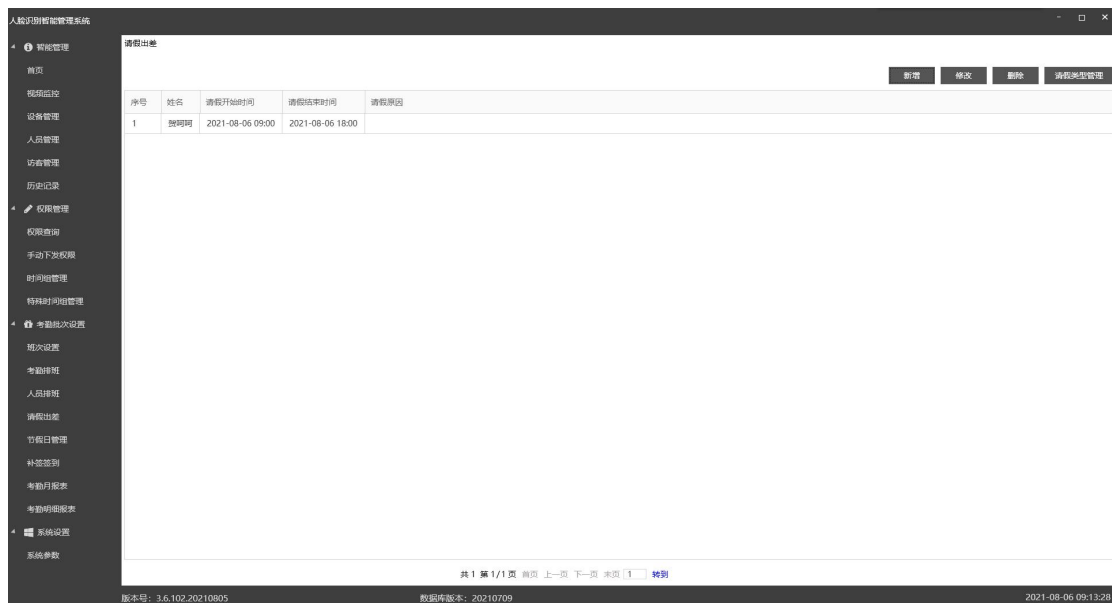 人脸识别智能管理系统
智能管理
首页
视频监控
设备管理
人员管理
访客管理
历史记录
权限管理
权限查询
手动下发权限
时间组管理
特殊时间组管理
考勤批次设置
班次设置
考勤排班
人员排班
请假出差
节假日管理
补签签到
考勤月报表
考勤明细报表
系统设置
系统参数
请假出差
新增 修改 删除 请假类型管理
序号 姓名 请假开始时间 请假结束时间 请假原因
1 贺呵呵 2021-08-06 09:00 2021-08-06 18:00
共 1 第 1/1 页 首页 上一页 下一页 末页 1 转到
版本号: 3.6.102.20210805 数据库版本: 20210709 2021-08-06 09:13:28